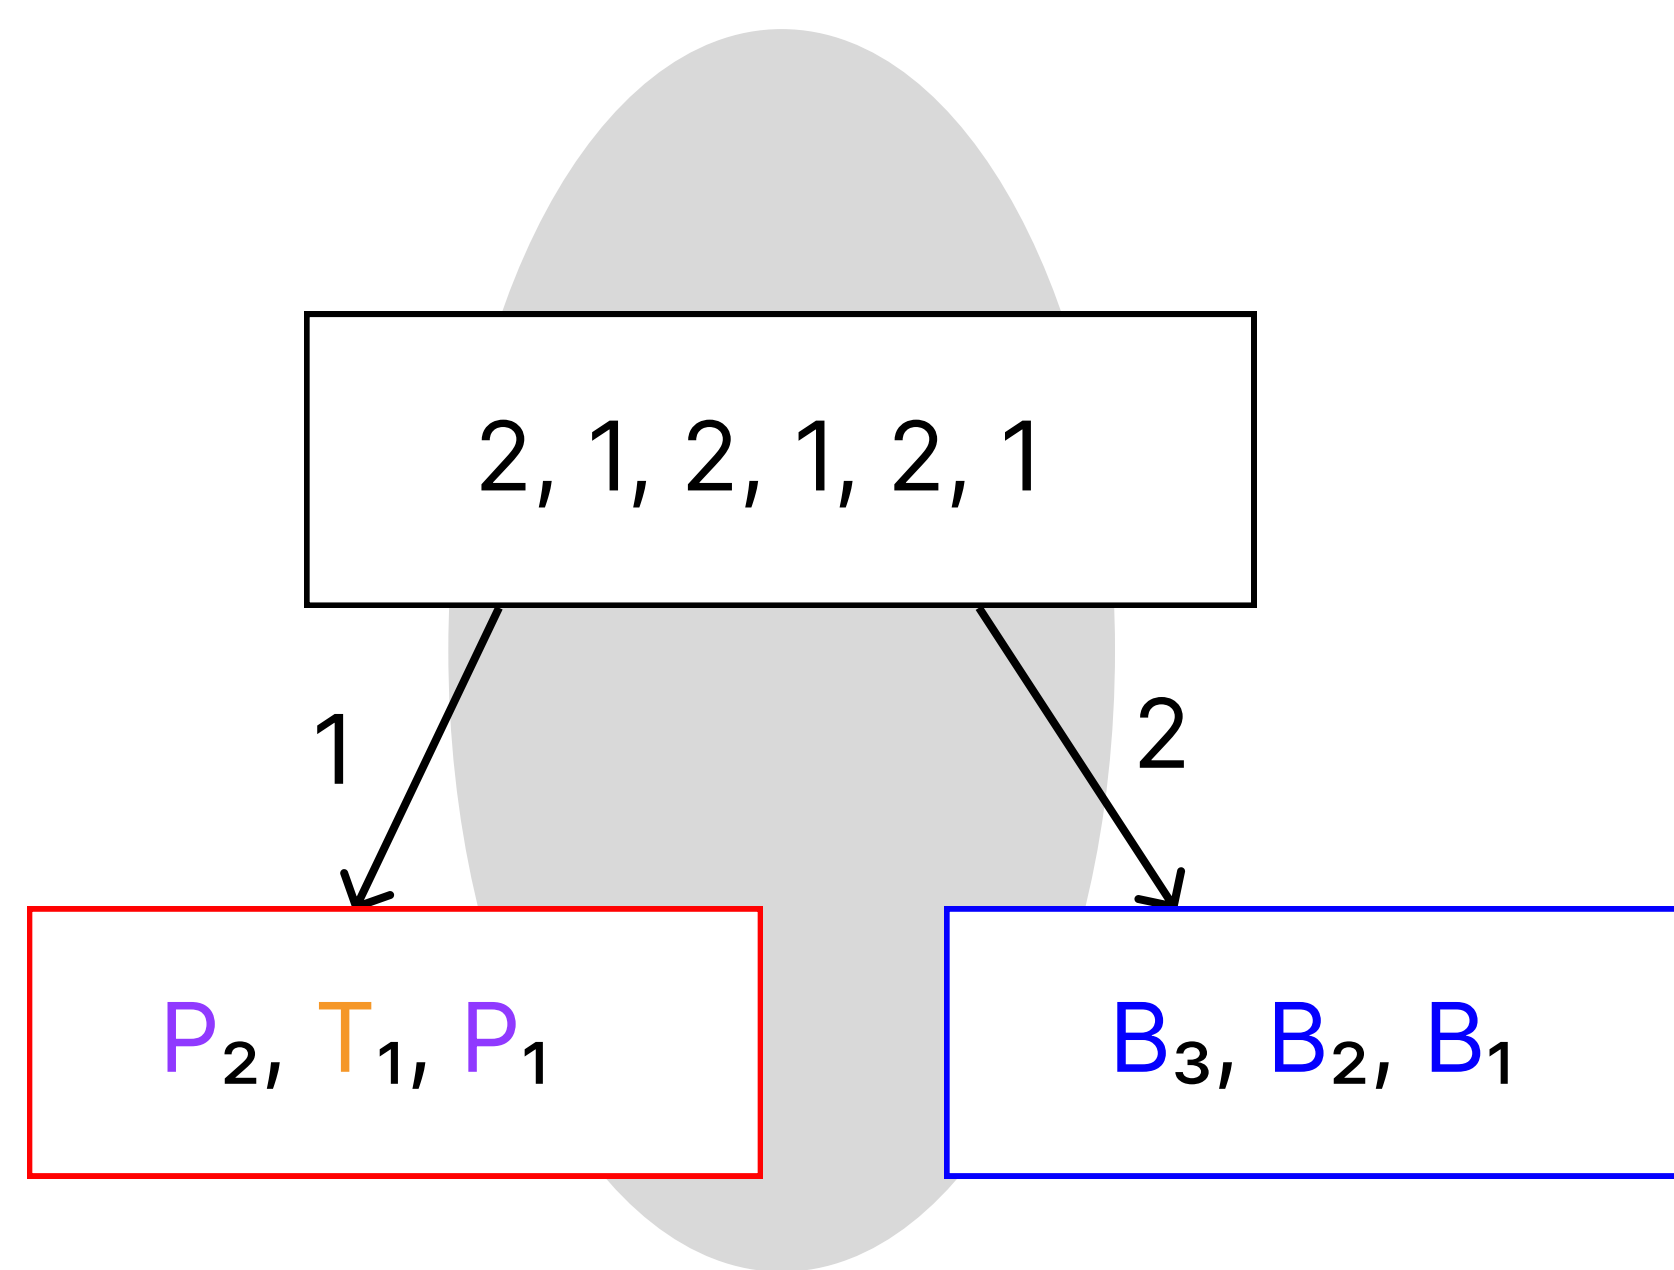 2, 1, 2, 1, 2, 1
1
2
P₂, T₁, P₁
B₃, B₂, B₁